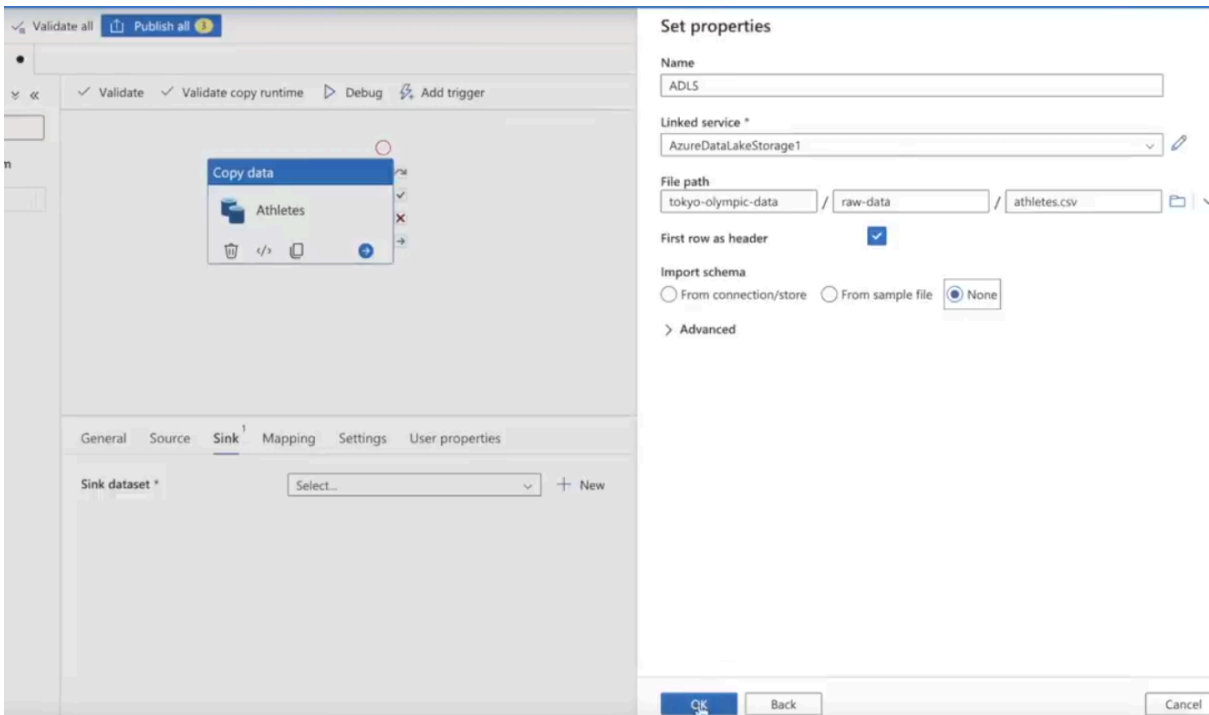 Validate all Publish all 3
Validate Validate copy runtime Debug Add trigger
Copy data
Athletes
General Source Sink 1 Mapping Settings User properties
Sink dataset * Select... New
Set properties
Name
ADLS
Linked service *
AzureDataLakeStorage1
File path
tokyo-olympic-data / raw-data / athletes.csv
First row as header
Import schema
From connection/store From sample file None
Advanced
OK Back Cancel